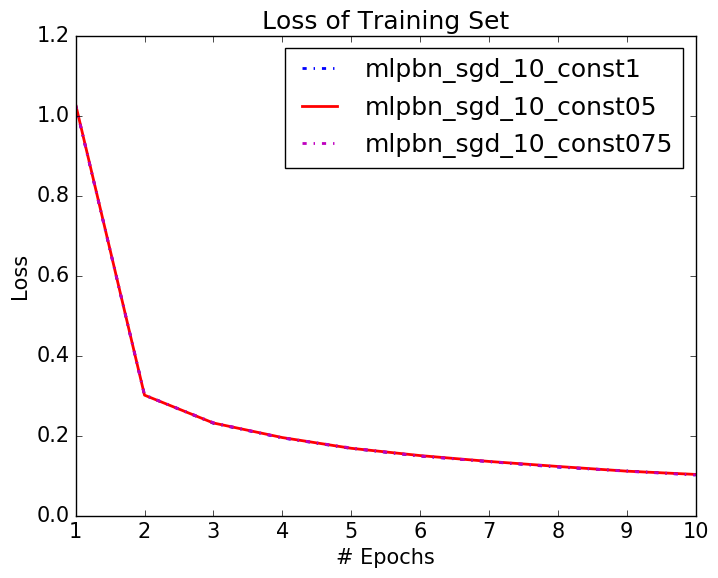 Loss of Training Set
1.2
1.0
0.8
0.6
0.4
0.2
0.0
Loss
mlpbn_sgd_10_const1
mlpbn_sgd_10_const05
mlpbn_sgd_10_const075
1 2 3 4 5 6 7 8 9 10
# Epochs